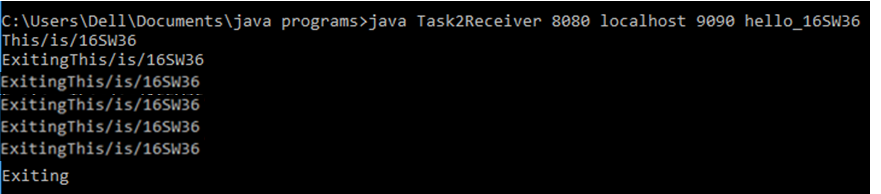 C:\Users\Dell\Documents\java programs>java Task2Receiver 8080 localhost 9090 hello_16SW36
This/is/16SW36
ExitingThis/is/16SW36
ExitingThis/is/16SW36
ExitingThis/is/16SW36
ExitingThis/is/16SW36
ExitingThis/is/16SW36
Exiting